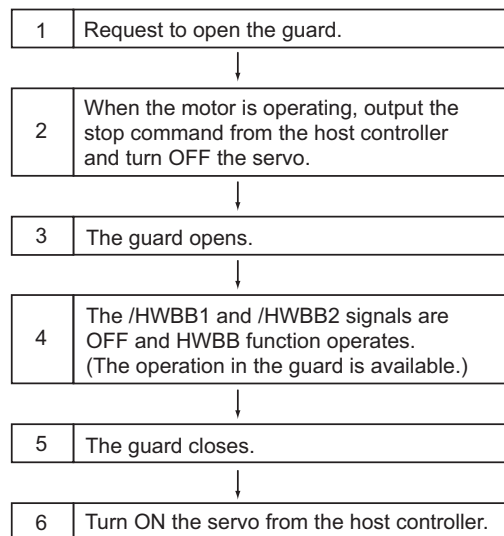 1 Request to open the guard.
2 When the motor is operating, output the
stop command from the host controller
and turn OFF the servo.
3 The guard opens.
4 The /HWBB1 and /HWBB2 signals are
OFF and HWBB function operates.
(The operation in the guard is available.)
5 The guard closes.
6 Turn ON the servo from the host controller.